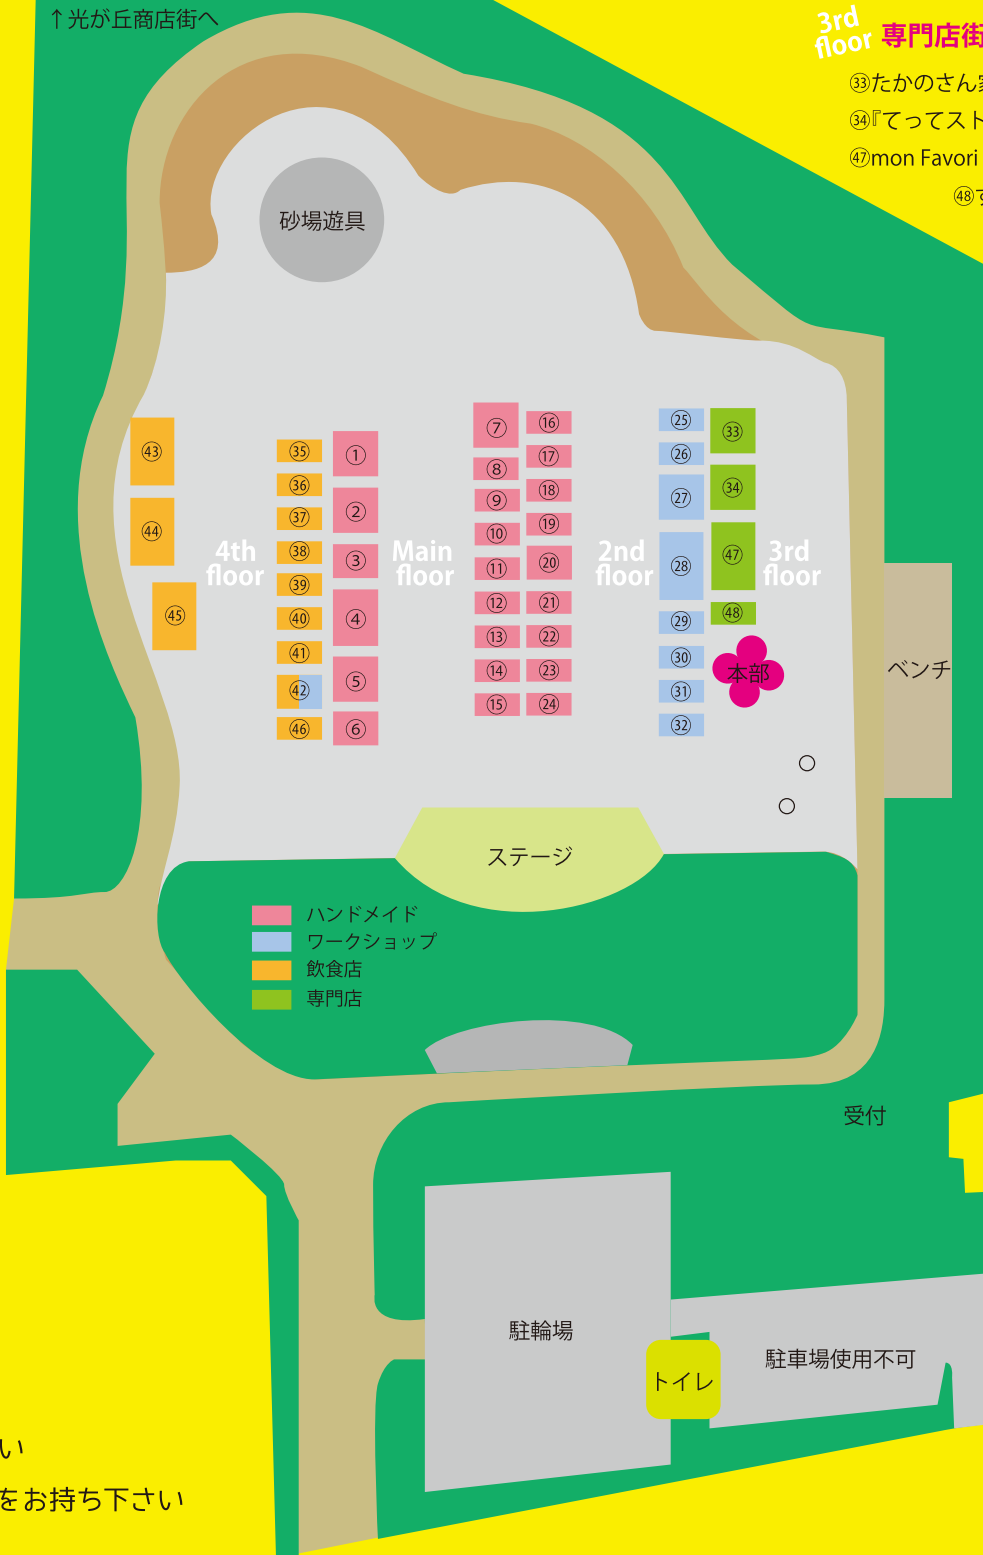 ↑光が丘商店街へ
3rd
floor
専門店街
㉝たかのさん
㉞『てってスト
㊼mon Favori
㊽
砂場遊具
㊸
㊹
㊺
4th
floor
㉟
㊱
㊲
㊳
㊴
㊵
㊶
㊷
㊻
①
②
③
④
⑤
⑥
Main
floor
⑦
⑧
⑨
⑩
⑪
⑫
⑬
⑭
⑮
⑯
⑰
⑱
⑲
⑳
㉑
㉒
㉓
㉔
2nd
floor
㉕
㉖
㉗
㉘
㉙
㉚
㉛
㉜
㉝
㉞
㊼
㊽
3rd
floor
本部
ベンチ
ステージ
ハンドメイド
ワークショップ
飲食店
専門店
受付
駐輪場
トイレ
駐車場使用不可
い
をお持ち下さい